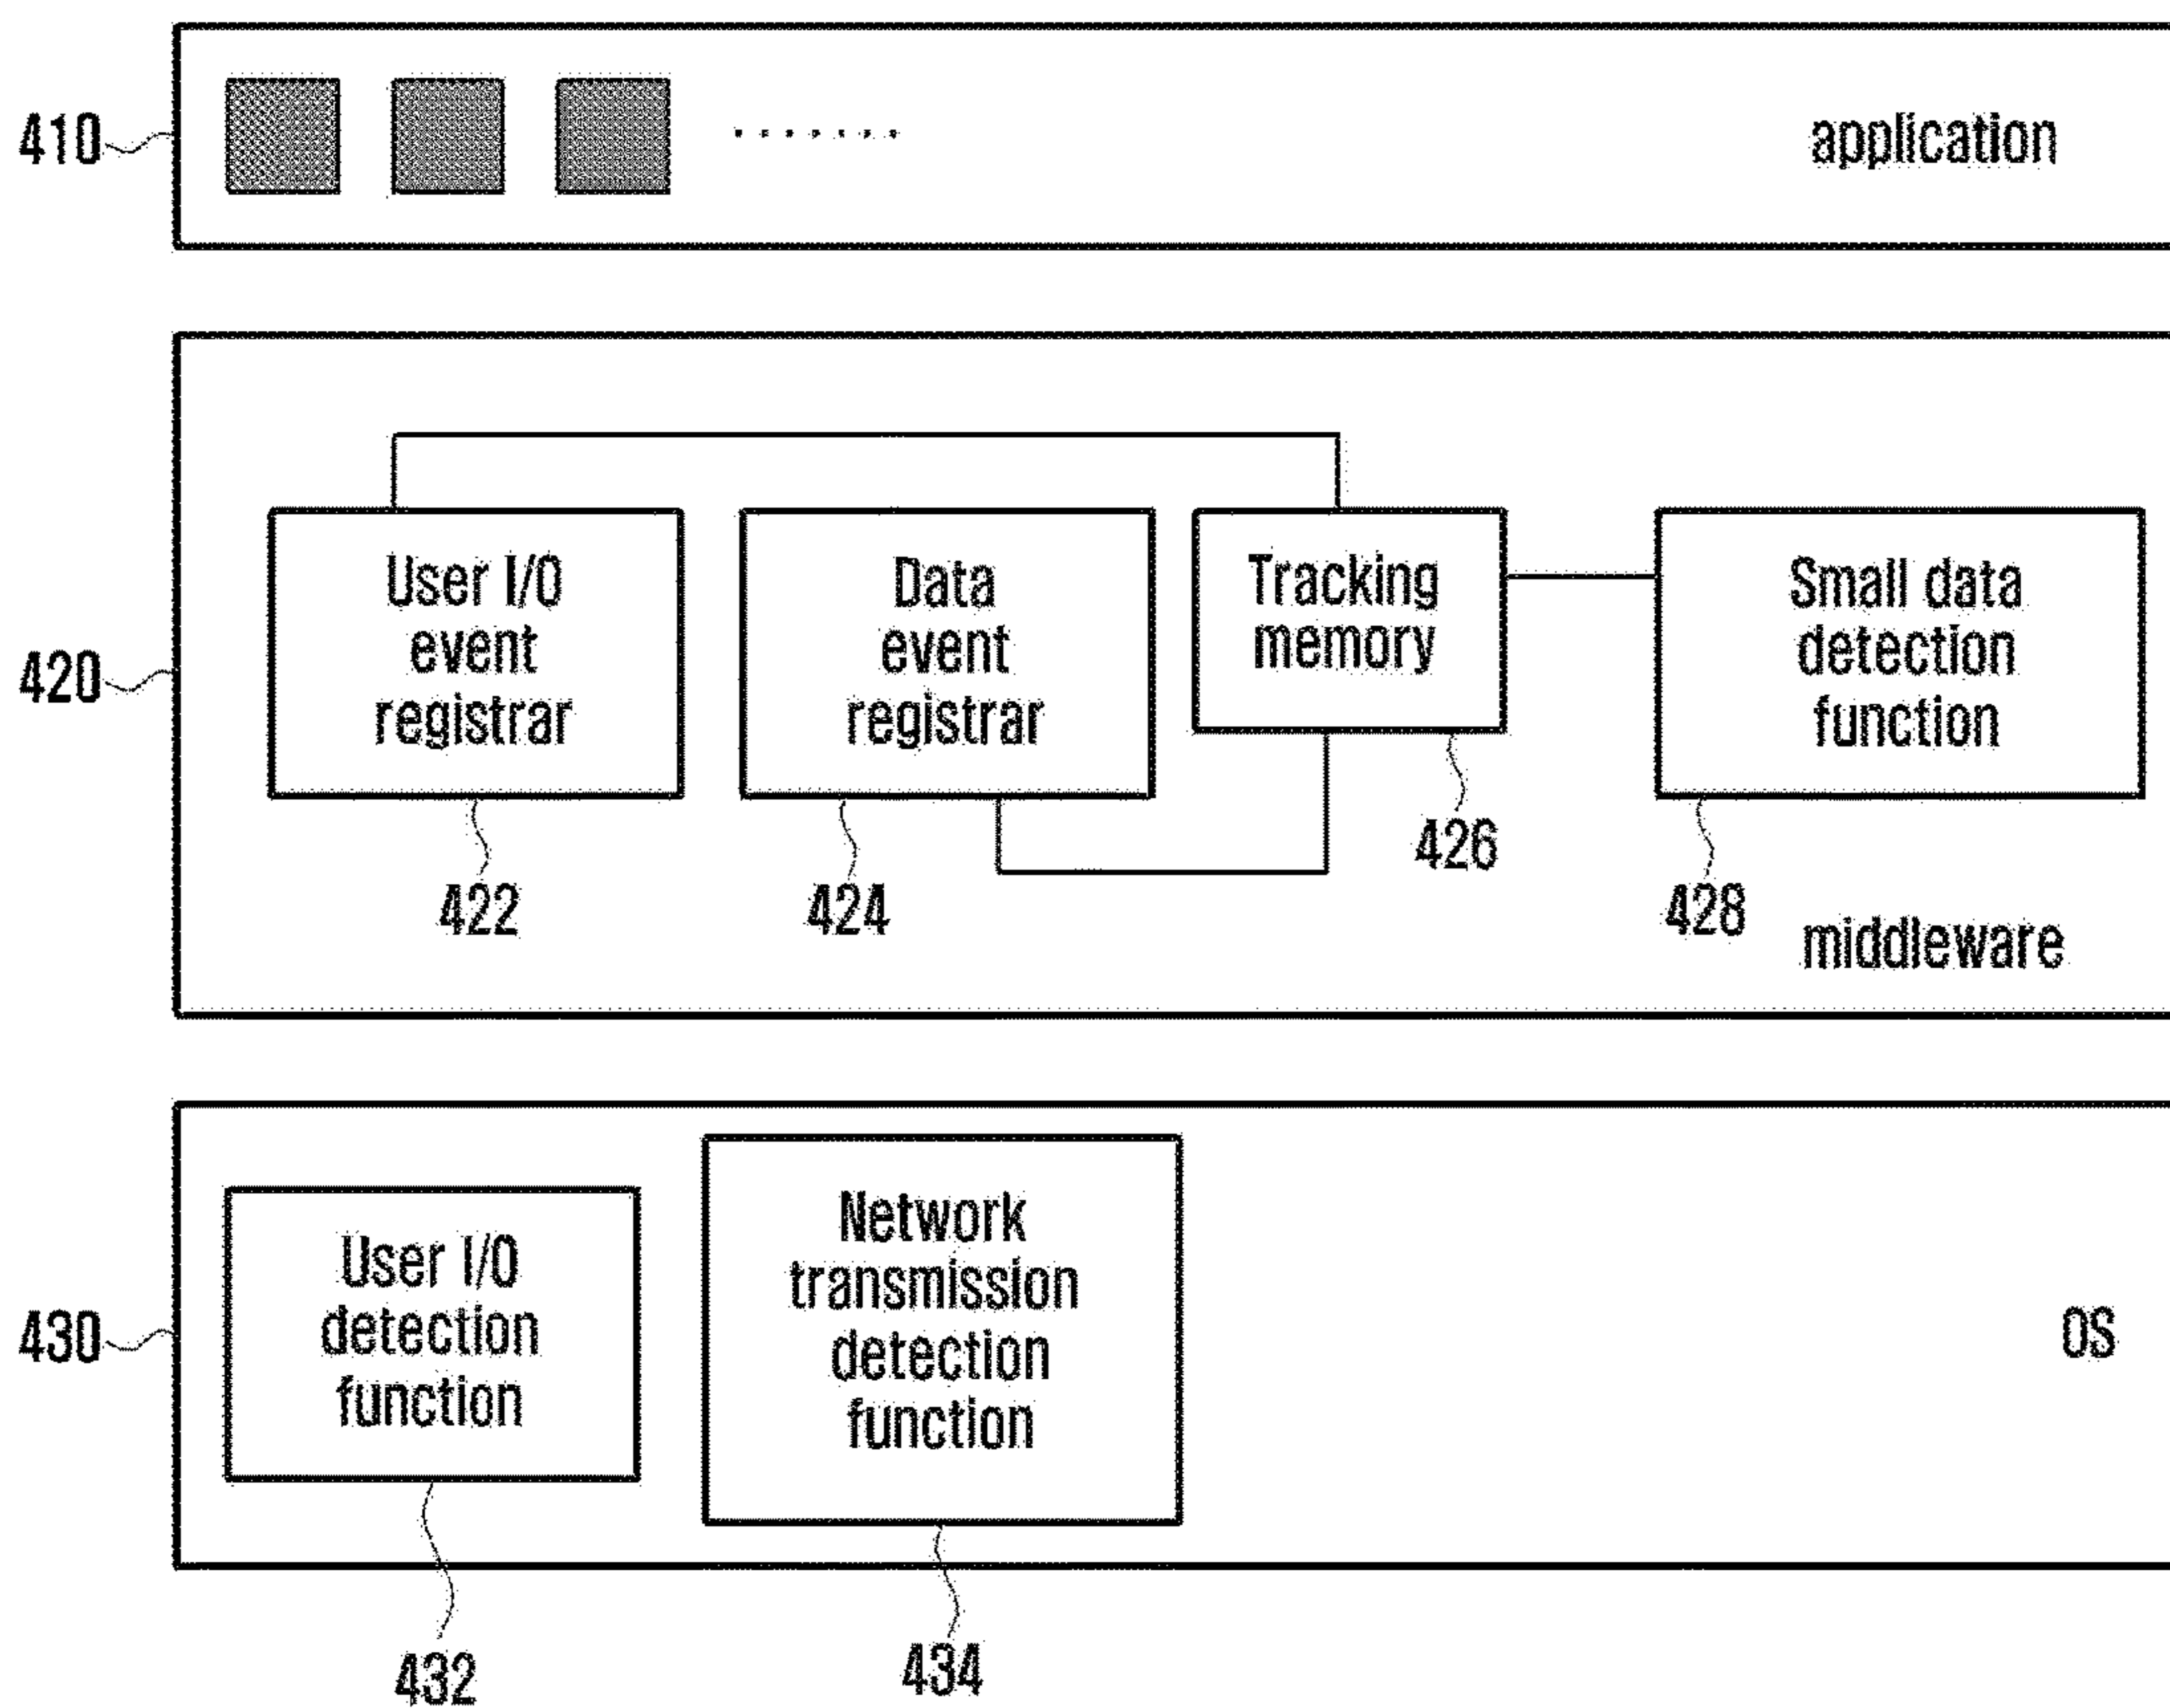 410
application
420
User I/O
event
registrar
Data
event
registrar
Tracking
memory
Small data
detection
function
422
424
426
428
middleware
430
User I/O
detection
function
Network
transmission
detection
function
OS
432
434